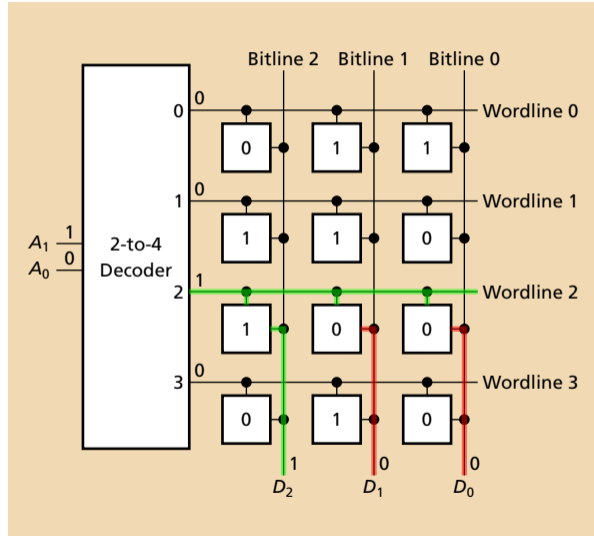 Bitline 2 Bitline 1 Bitline 0
0 0 Wordline 0
0 1 1
1 0 Wordline 1
A1 1
2-to-4
1 1 0
A0 0
Decoder
2 1 Wordline 2
1 0 0
3 0 Wordline 3
0 1 0
1 0 0
D2 D1 D0